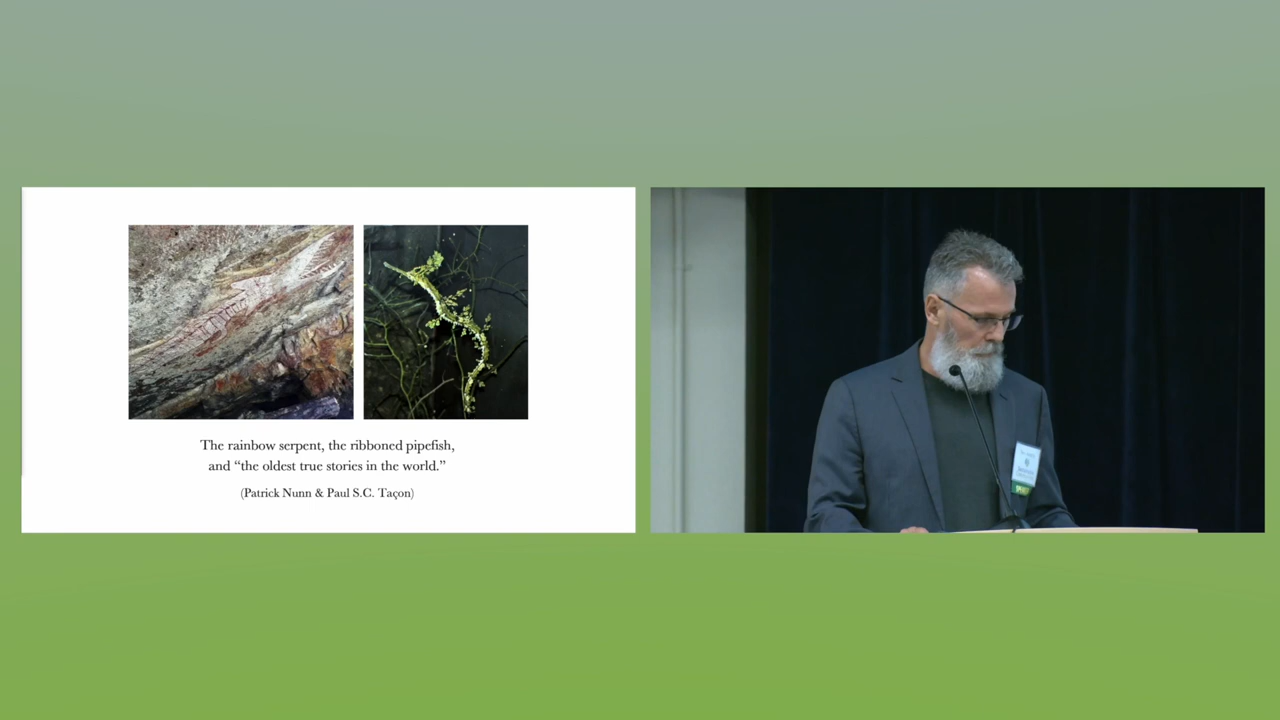 The rainbow serpent, the ribboned pipefish,
and “the oldest true stories in the world.”
(Patrick Nunn & Paul S.C. Taçon)